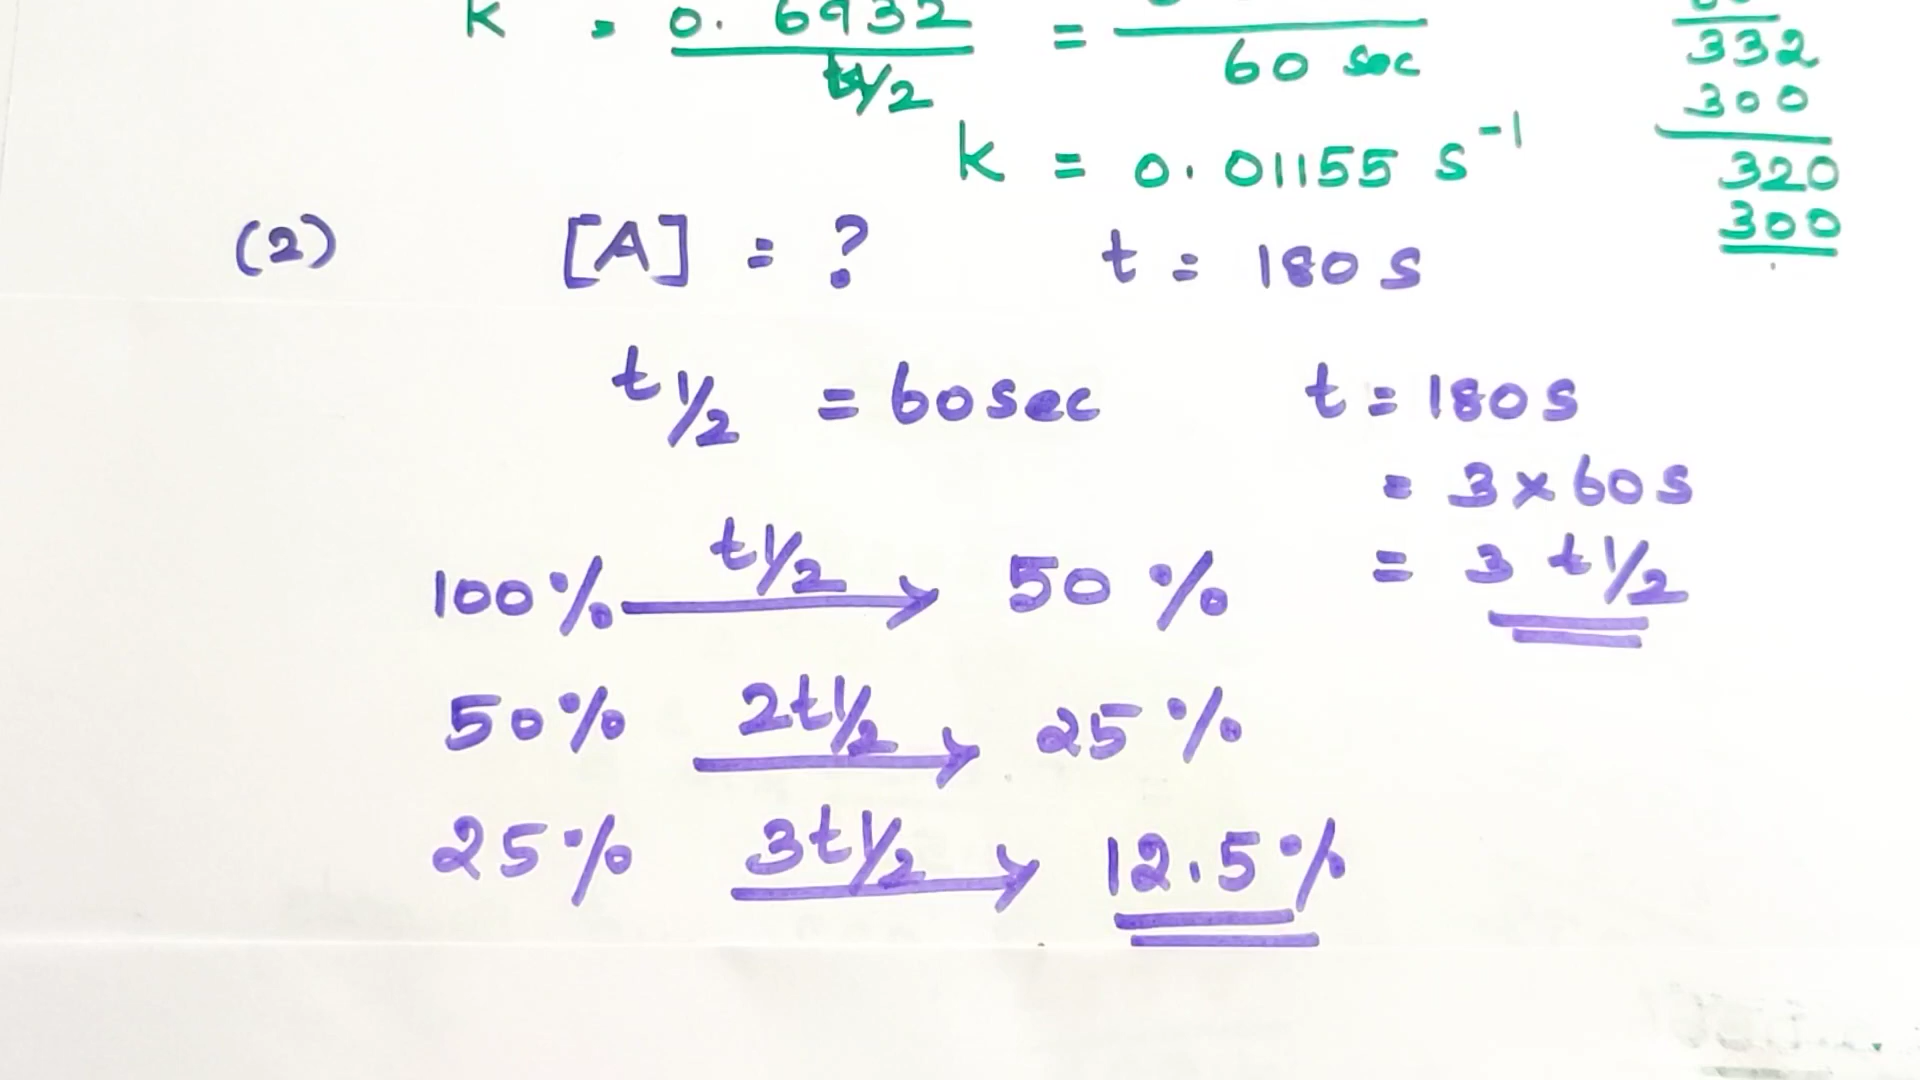 k = 0.6932 / t1/2 = / 60 sec
332
300
k = 0.01155 s⁻¹
320
300
(2) [A] = ? t = 180 s
t1/2 = 60 sec t = 180 s
= 3 × 60 s
= 3 t1/2
100% t1/2 → 50 %
50% 2t1/2 → 25 %
25% 3t1/2 → 12.5%